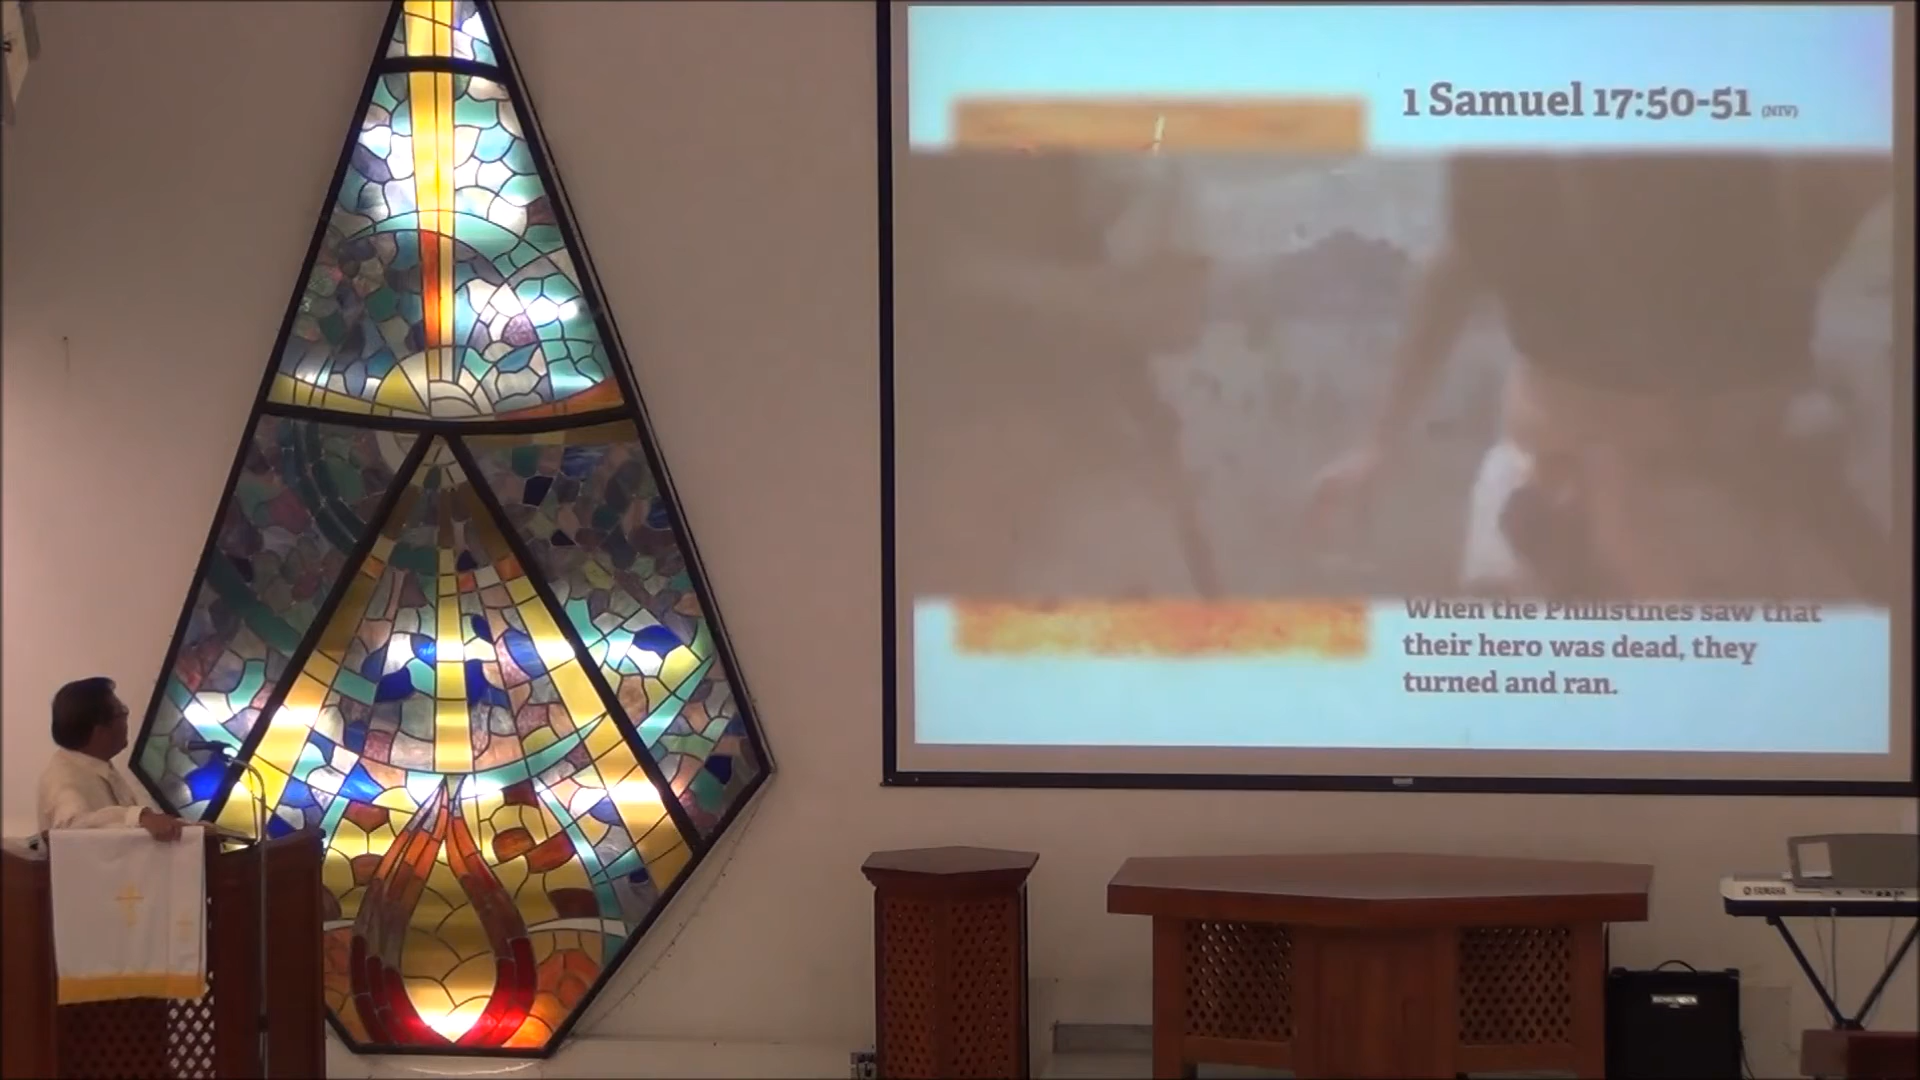 1 Samuel 17:50-51 (NIV)
When the Philistines saw that
their hero was dead, they
turned and ran.
YAMAHA